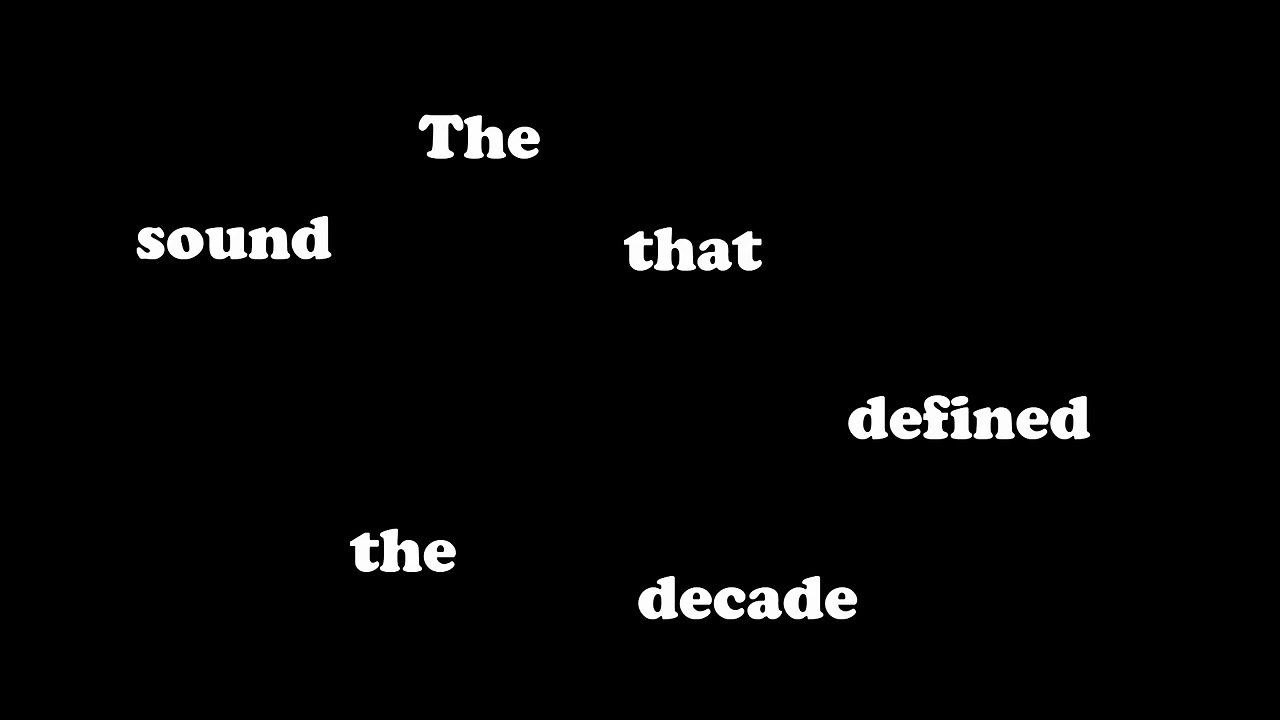 The
sound that
defined
the
decade